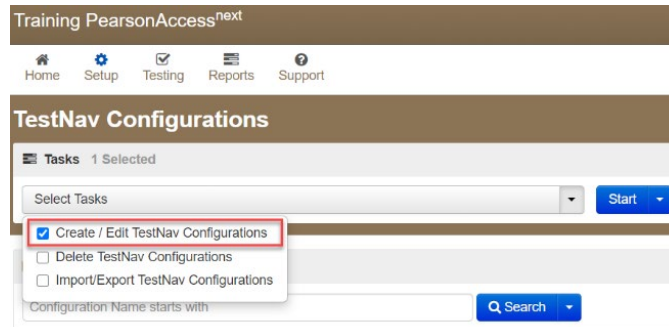 Training PearsonAccessnext
Home Setup Testing Reports Support
TestNav Configurations
Tasks 1 Selected
Select Tasks
Start
Create / Edit TestNav Configurations
Delete TestNav Configurations
Import/Export TestNav Configurations
Configuration Name starts with
Search